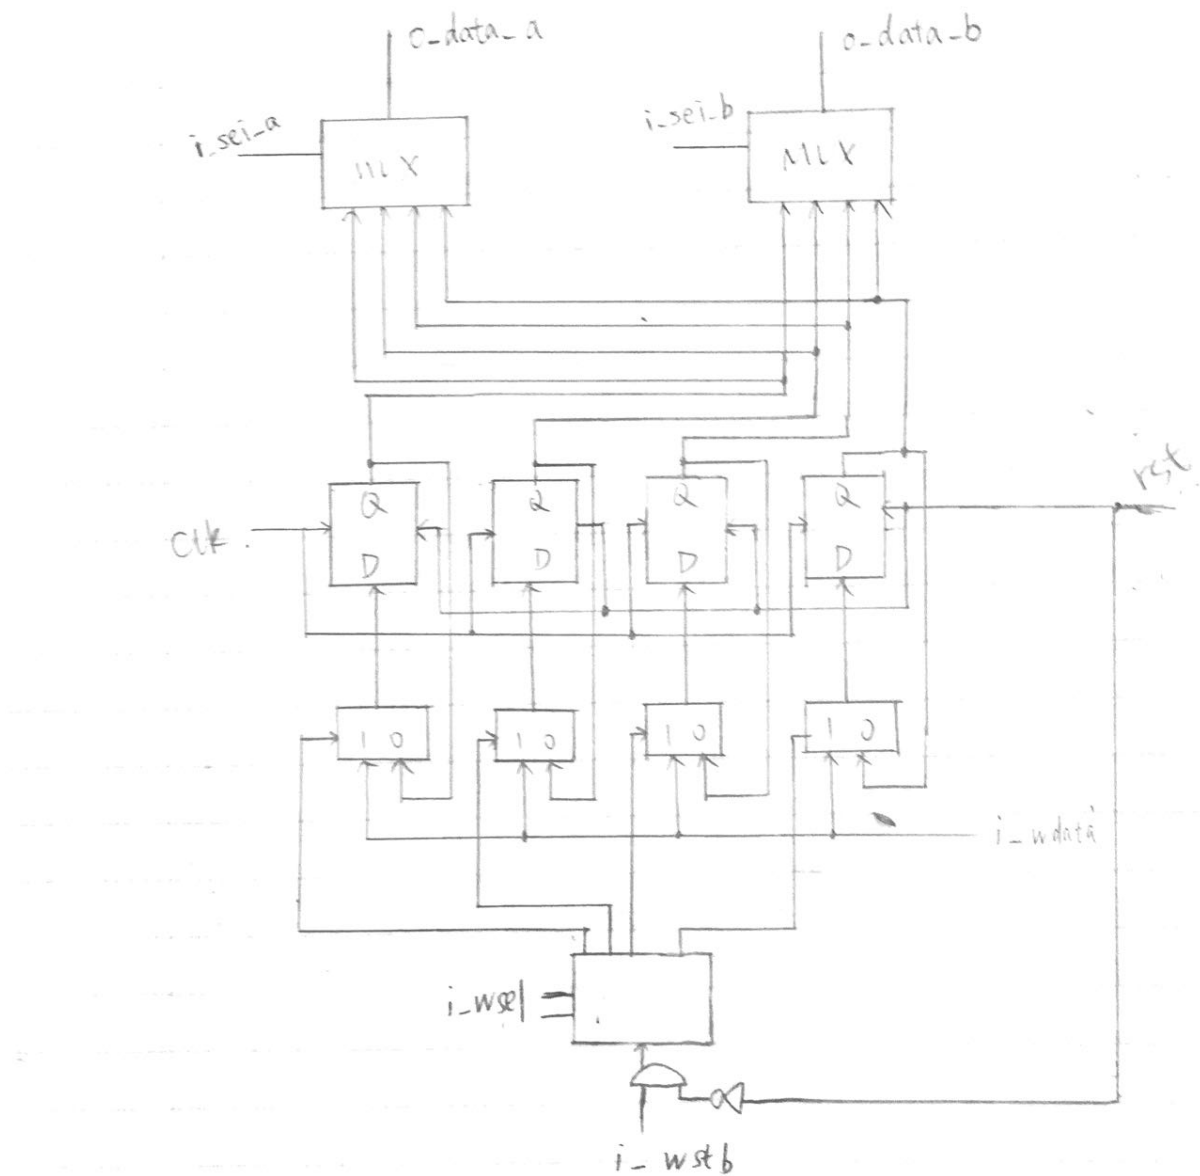 o_data_a
o_data_b
i_sel_a
i_sel_b
MUX
MUX
rst
Clk
Q
Q
Q
Q
D
D
D
D
1 0
1 0
1 0
1 0
i_wdata
i_wsel
i_wstb